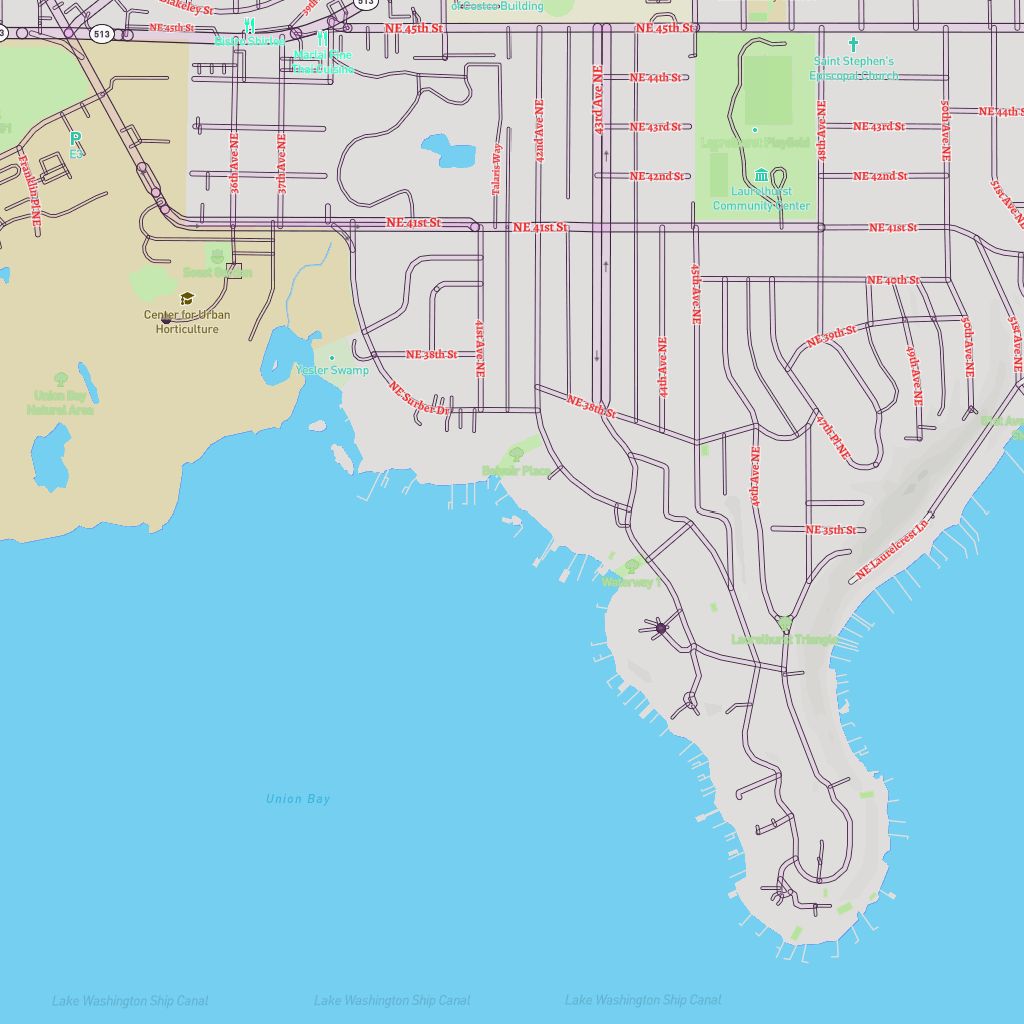 Blakeley St
39th
513
of Costco Building
NE 45th St
NE 45th St
NE 45th St
513
3
Bistro Shirlee
Marlai Fine
Thai Cuisine
Saint Stephen's
Episcopal Church
NE 44th St
NE 44th S
43rd Ave NE
42nd Ave NE
48th Ave NE
50th Ave NE
NE 43rd St
NE 43rd St
P
E3
Laurelhurst Playfield
36th Ave NE
37th Ave NE
Talaris Way
Franklin Pl NE
NE 42nd St
NE 42nd St
Laurelhurst
Community Center
51st Ave NE
NE 41st St
NE 41st St
NE 41st St
Center for Urban
Horticulture
45th Ave NE
NE 40th St
NE 39th St
50th Ave NE
51st Ave NE
41st Ave NE
44th Ave NE
49th Ave NE
NE 38th St
Yesler Swamp
Union Bay
Natural Area
NE Surber Dr
NE 38th St
47th Pl NE
Belvoir Place
46th Ave NE
NE 35th St
NE Laurelcrest Ln
Waterway 1
Laurelhurst Triangle
Union Bay
Lake Washington Ship Canal
Lake Washington Ship Canal
Lake Washington Ship Canal